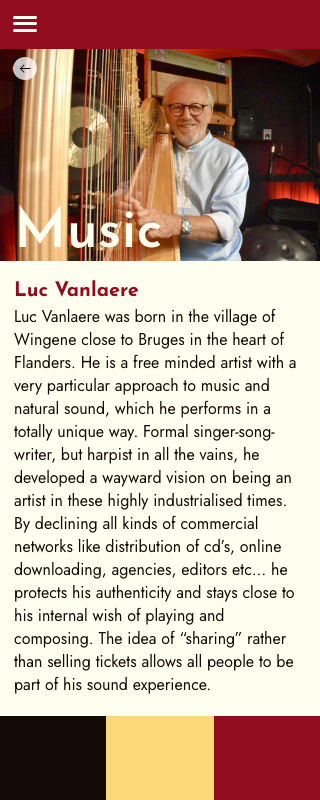 Music
Luc Vanlaere
Luc Vanlaere was born in the village of
Wingene close to Bruges in the heart of
Flanders. He is a free minded artist with a
very particular approach to music and
natural sound, which he performs in a
totally unique way. Formal singer-song-
writer, but harpist in all the vains, he
developed a wayward vision on being an
artist in these highly industrialised times.
By declining all kinds of commercial
networks like distribution of cd’s, online
downloading, agencies, editors etc… he
protects his authenticity and stays close to
his internal wish of playing and
composing. The idea of “sharing” rather
than selling tickets allows all people to be
part of his sound experience.